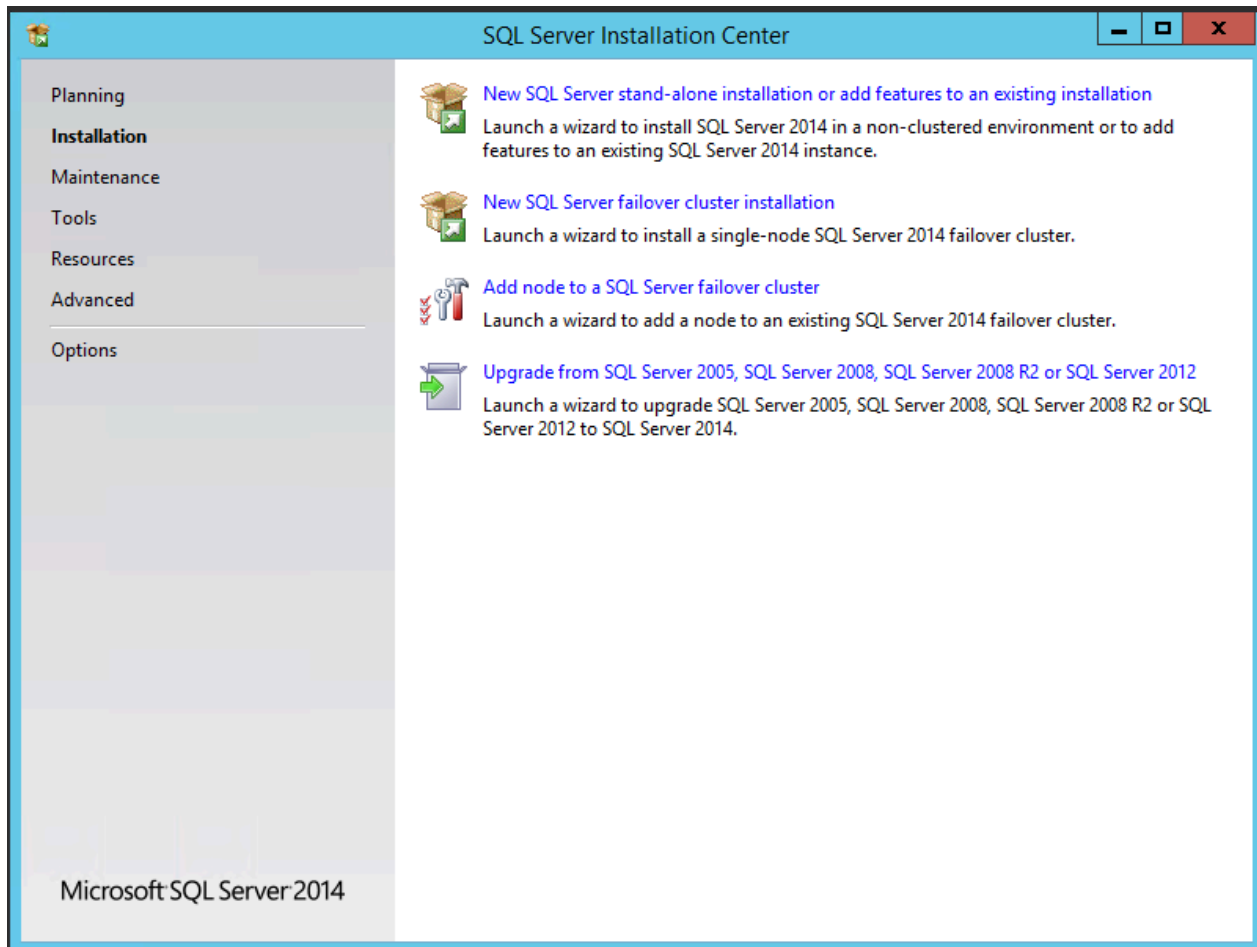 SQL Server Installation Center
Planning
Installation
Maintenance
Tools
Resources
Advanced
Options
New SQL Server stand-alone installation or add features to an existing installation
Launch a wizard to install SQL Server 2014 in a non-clustered environment or to add
features to an existing SQL Server 2014 instance.
New SQL Server failover cluster installation
Launch a wizard to install a single-node SQL Server 2014 failover cluster.
Add node to a SQL Server failover cluster
Launch a wizard to add a node to an existing SQL Server 2014 failover cluster.
Upgrade from SQL Server 2005, SQL Server 2008, SQL Server 2008 R2 or SQL Server 2012
Launch a wizard to upgrade SQL Server 2005, SQL Server 2008, SQL Server 2008 R2 or SQL
Server 2012 to SQL Server 2014.
Microsoft SQL Server 2014